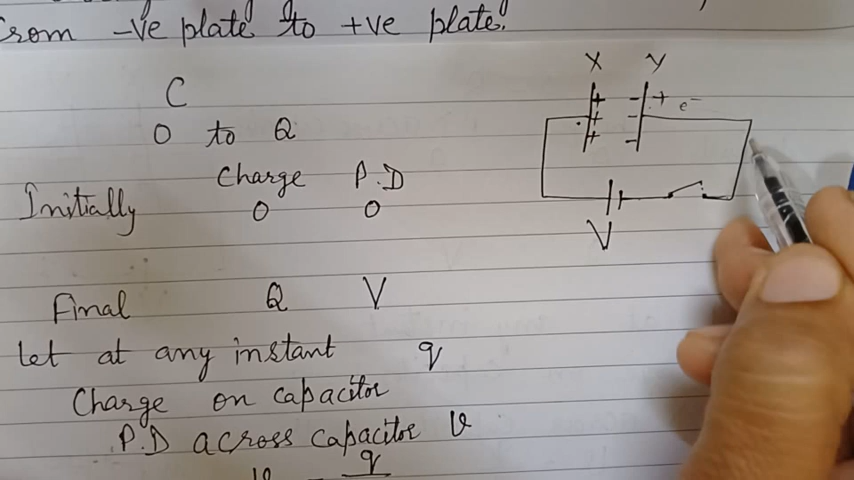 from -ve plate to +ve plate.
C
0 to Q
Charge P.D
Initially 0 0
Final Q V
let at any instant q
Charge on capacitor
P.D across capacitor v
q
X Y
+ - + e⁻
+ -
+ -
V